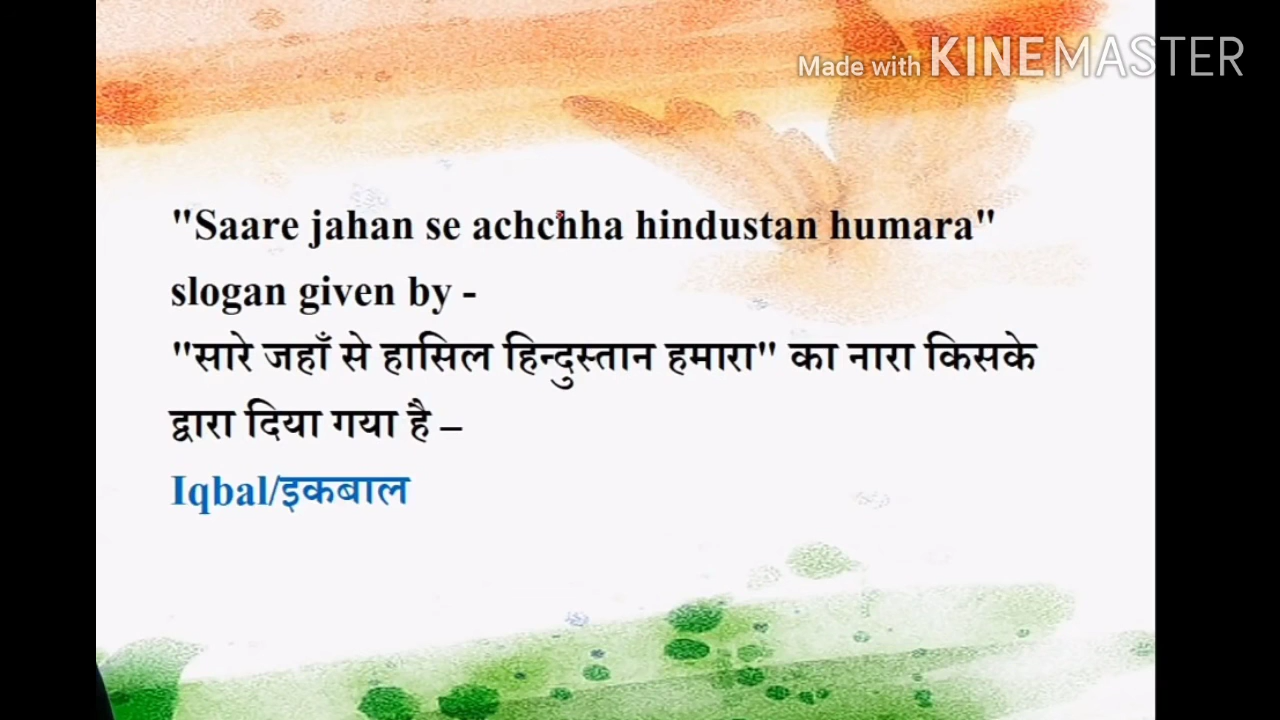 Made with KINEMASTER
"Saare jahan se achchha hindustan humara"
slogan given by -
"सारे जहाँ से हासिल हिन्दुस्तान हमारा" का नारा किसके
द्वारा दिया गया है –
Iqbal/इकबाल